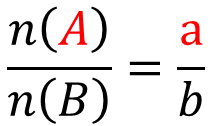 n(A) / n(B) = a / b